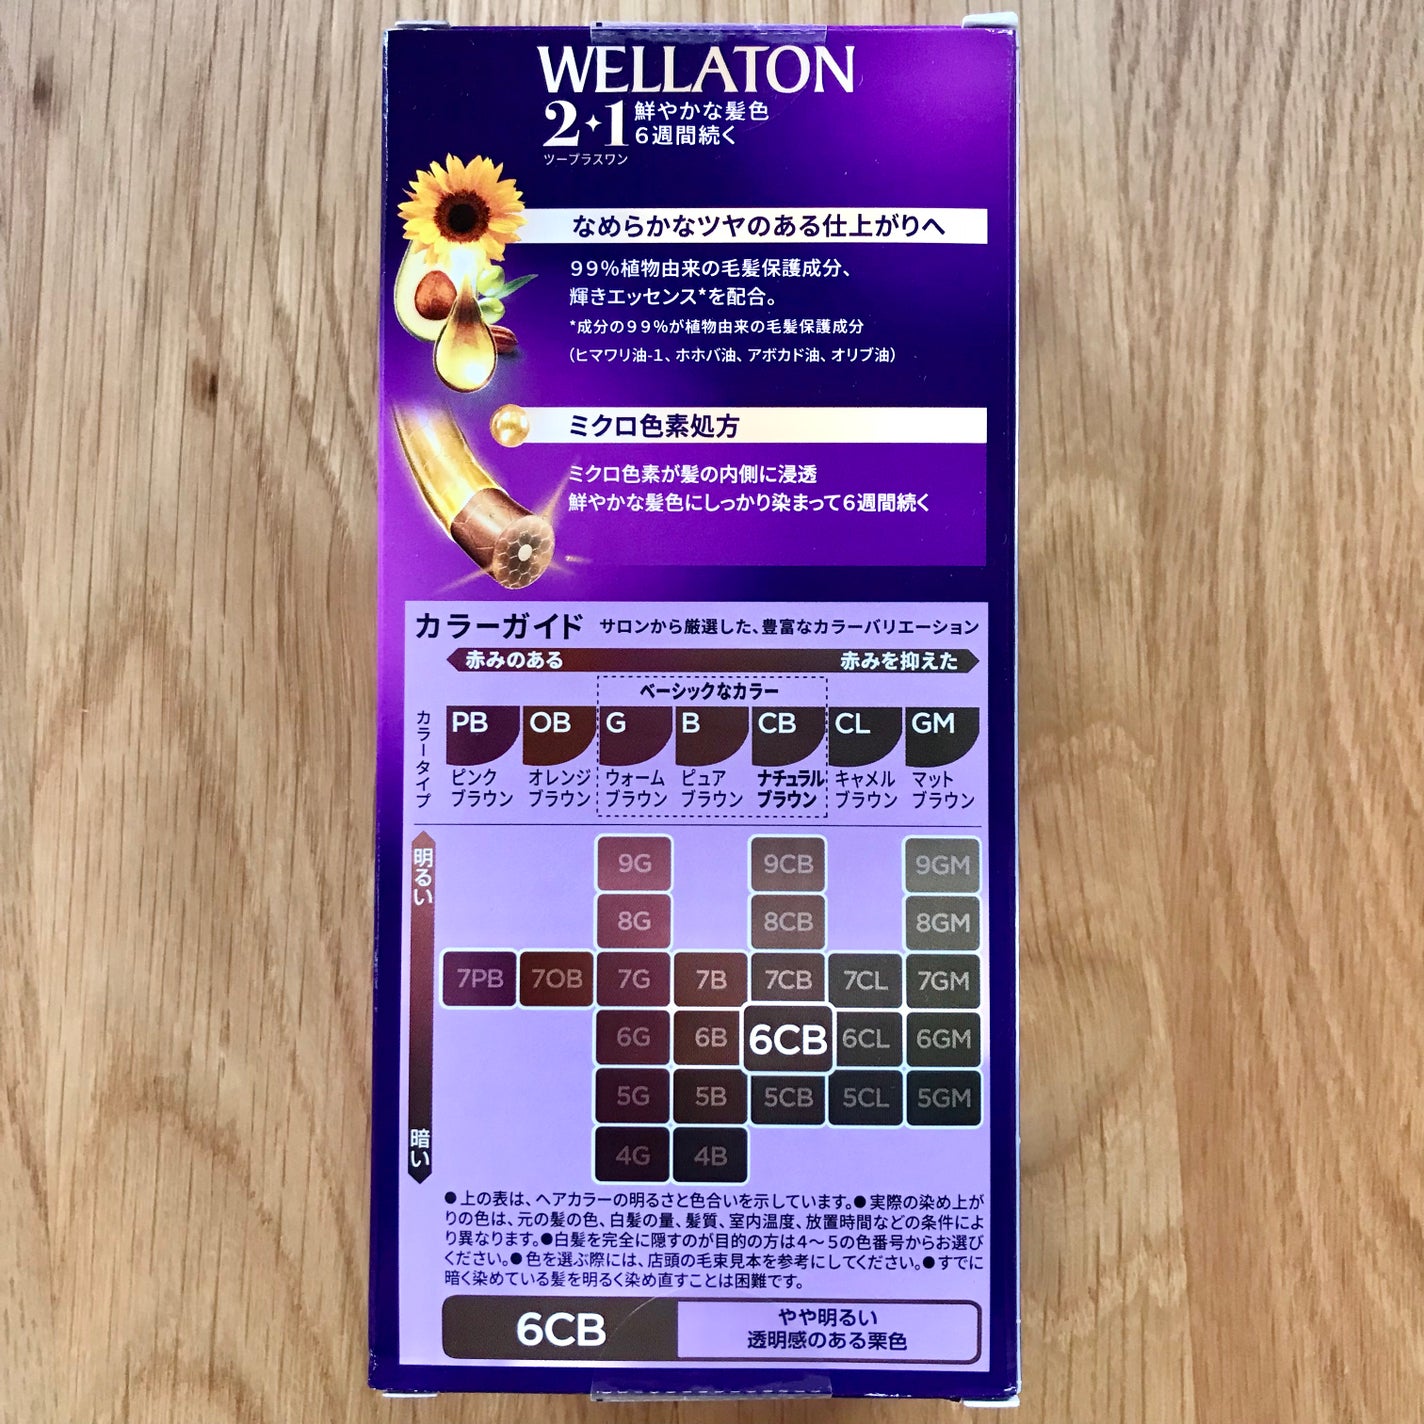 WELLATON
2+1 鮮やかな髪色
6週間続く
ツープラスワン
なめらかなツヤのある仕上がりへ
99%植物由来の毛髪保護成分、
輝きエッセンス*を配合。
*成分の99%が植物由来の毛髪保護成分
(ヒマワリ油-1、ホホバ油、アボカド油、オリブ油)
ミクロ色素処方
ミクロ色素が髪の内側に浸透
鮮やかな髪色にしっかり染まって6週間続く
カラーガイド サロンから厳選した、豊富なカラーバリエーション
赤みのある 赤みを抑えた
ベーシックなカラー
カラータイプ
PB OB G B CB CL GM
ピンク オレンジ ウォーム ピュア ナチュラル キャメル マット
ブラウン ブラウン ブラウン ブラウン ブラウン ブラウン ブラウン
明るい
9G 9CB 9GM
8G 8CB 8GM
7PB 7OB 7G 7B 7CB 7CL 7GM
6G 6B 6CB 6CL 6GM
5G 5B 5CB 5CL 5GM
暗い
4G 4B
●上の表は、ヘアカラーの明るさと色合いを示しています。●実際の染め上が
りの色は、元の髪の色、白髪の量、髪質、室内温度、放置時間などの条件によ
り異なります。●白髪を完全に隠すのが目的の方は4〜5の色番号からお選び
ください。●色を選ぶ際には、店頭の毛束見本を参考にしてください。●すでに
暗く染めている髪を明るく染め直すことは困難です。
6CB
やや明るい
透明感のある栗色